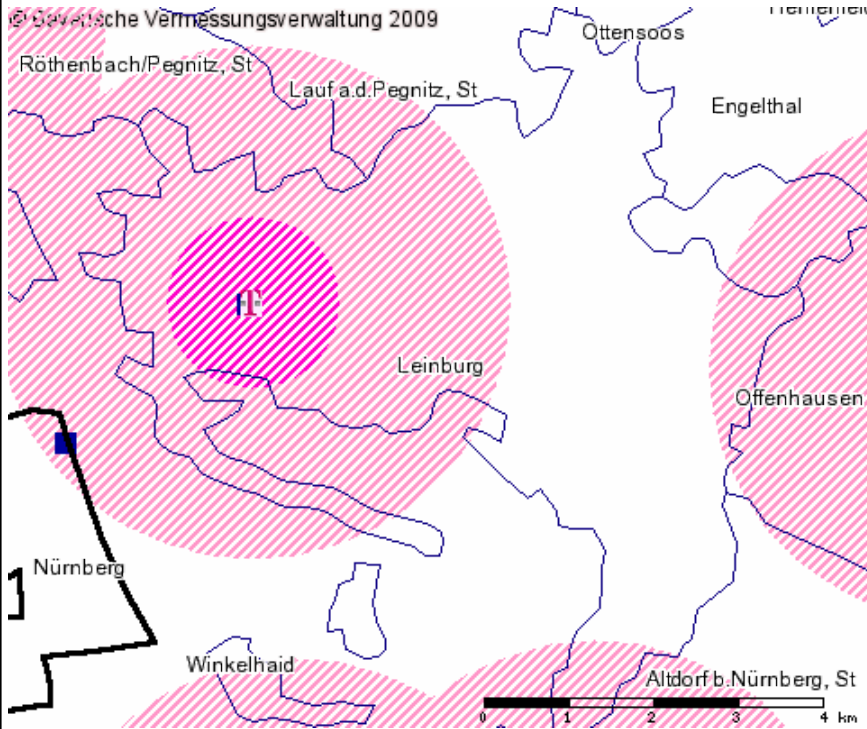 © Bayerische Vermessungsverwaltung 2009
Ottensoos
Röthenbach/Pegnitz, St
Lauf a.d.Pegnitz, St
Engelthal
T
Leinburg
Offenhausen
Nürnberg
Winkelhaid
Altdorf b.Nürnberg, St
0 1 2 3 4 km